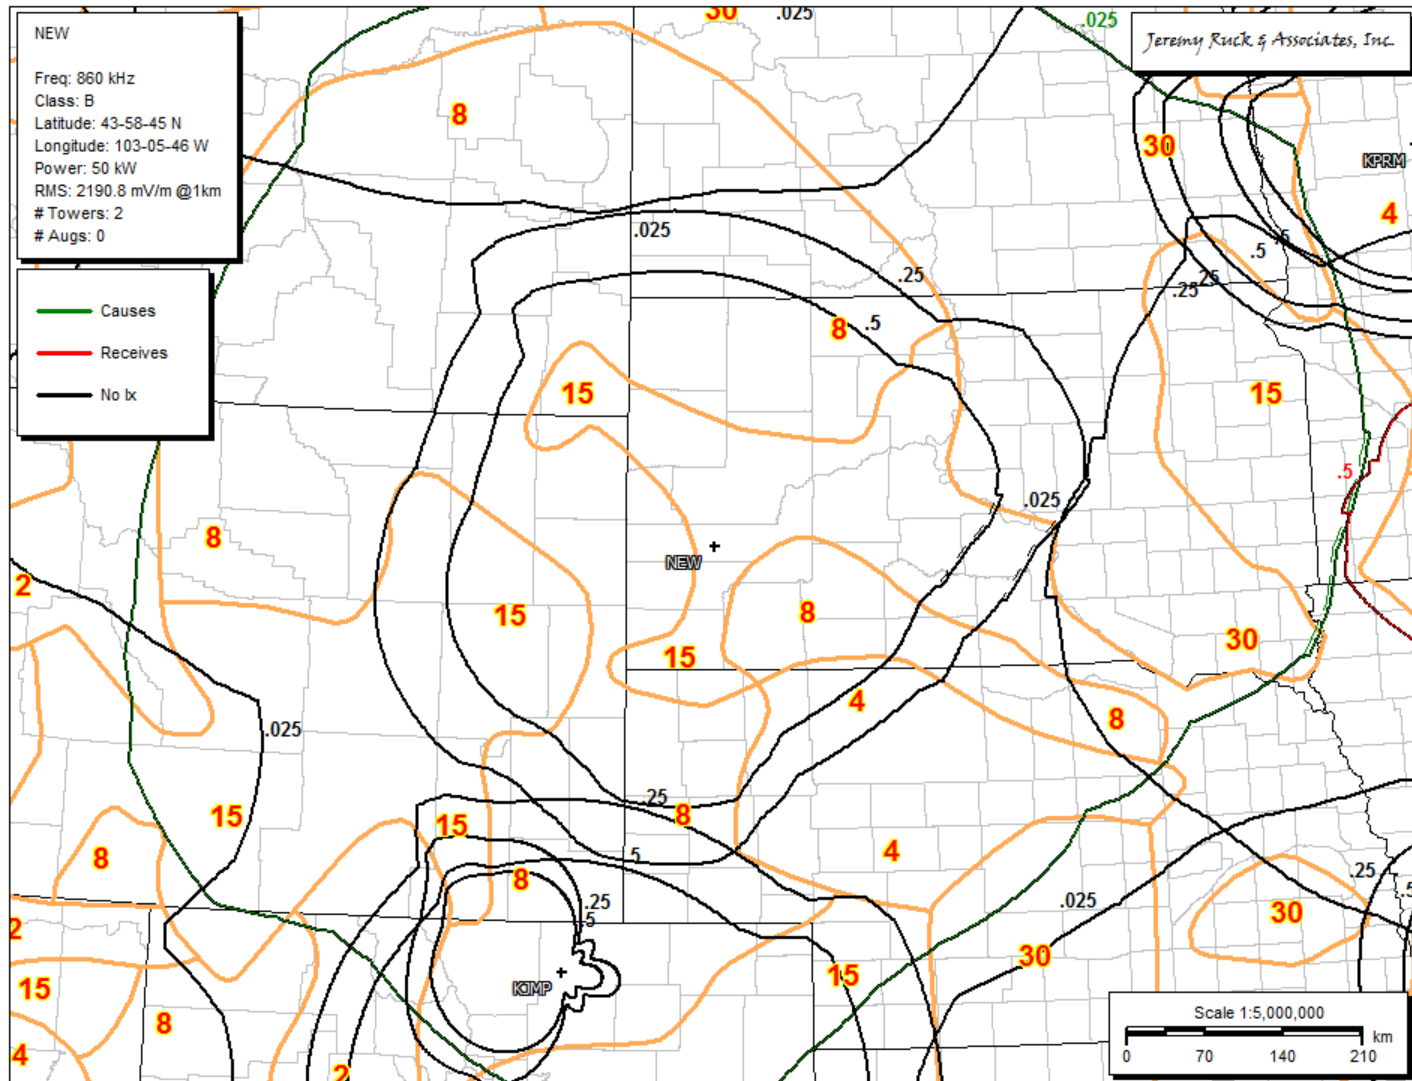 30
.025
.025
Jeremy Ruck & Associates, Inc.
NEW
Freq: 860 kHz
Class: B
Latitude: 43-58-45 N
Longitude: 103-05-46 W
Power: 50 kW
RMS: 2190.8 mV/m @1km
# Towers: 2
# Augs: 0
8
30
KPRM
4
.025
.5
.5
.25
.25
.25
Causes
Receives
No Ix
8
.5
15
15
.5
.025
8
NEW
2
15
8
15
30
4
8
.025
.25
8
15
15
.5
8
4
8
.25
.5
.25
.025
.5
30
2
30
15
KJMP
15
8
Scale 1:5,000,000
km
0 70 140 210
4
2